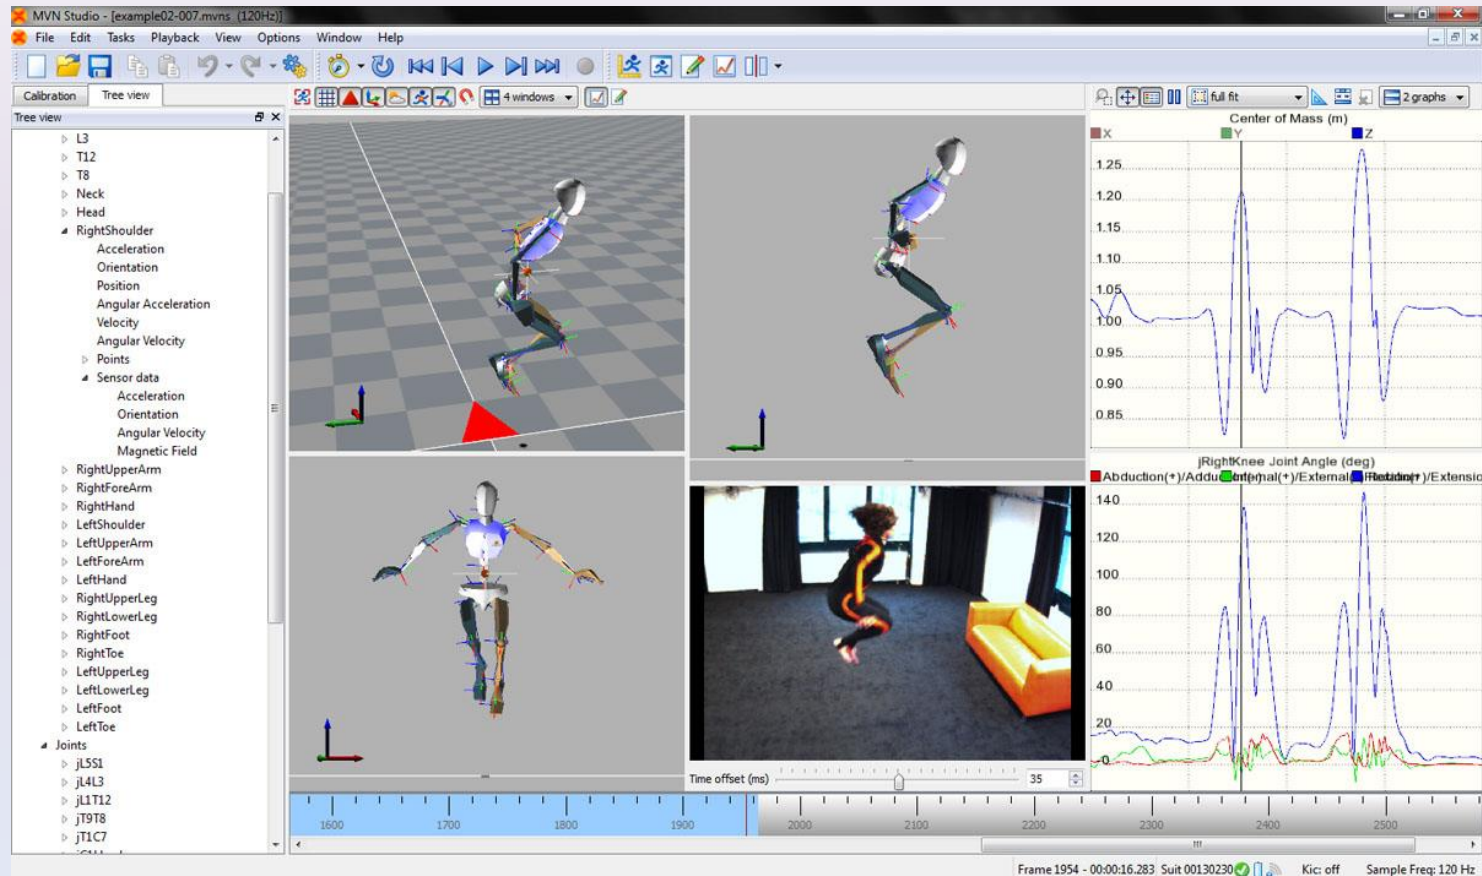 MVN Studio - [example02-007.mvns (120Hz)]
File Edit Tasks Playback View Options Window Help
Calibration Tree view
4 windows
full fit
2 graphs
Tree view
L3
T12
T8
Neck
Head
RightShoulder
Acceleration
Orientation
Position
Angular Acceleration
Velocity
Angular Velocity
Points
Sensor data
Acceleration
Orientation
Angular Velocity
Magnetic Field
RightUpperArm
RightForeArm
RightHand
LeftShoulder
LeftUpperArm
LeftForeArm
LeftHand
RightUpperLeg
RightLowerLeg
RightFoot
RightToe
LeftUpperLeg
LeftLowerLeg
LeftFoot
LeftToe
Joints
jL5S1
jL4L3
jL1T12
jT9T8
jT1C7
Center of Mass (m)
X Y Z
1.25
1.20
1.15
1.10
1.05
1.00
0.95
0.90
0.85
jRightKnee Joint Angle (deg)
Abduction(+)/Adduct
140
120
100
80
60
40
20
0
Time offset (ms) 35
1600 1700 1800 1900 2000 2100 2200 2300 2400 2500
Frame 1954 - 00:00:16.283 Suit 00130230 Kic: off Sample Freq: 120 Hz